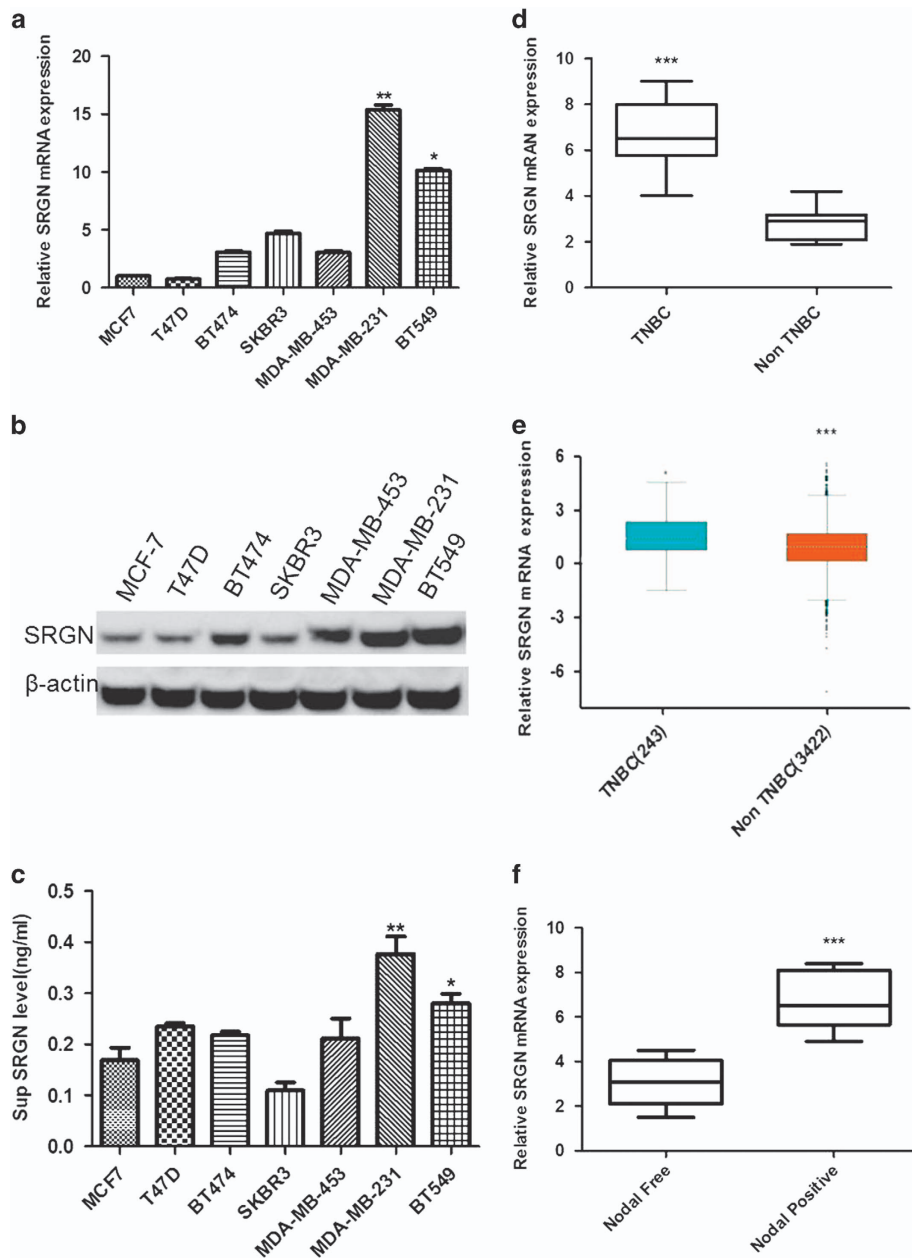 a
Relative SRGN mRNA expression
20
15
10
5
0
**
*
MCF7
T47D
BT474
SKBR3
MDA-MB-453
MDA-MB-231
BT549
b
MCF-7
T47D
BT474
SKBR3
MDA-MB-453
MDA-MB-231
BT549
SRGN
β-actin
c
Sup SRGN level(ng/ml)
0.5
0.4
0.3
0.2
0.1
0.0
**
*
MCF7
T47D
BT474
SKBR3
MDA-MB-453
MDA-MB-231
BT549
d
Relative SRGN mRAN expression
10
8
6
4
2
0
***
TNBC
Non TNBC
e
Relative SRGN mRNA expression
6
3
0
-3
-6
***
TNBC(243)
Non TNBC(3422)
f
Relative SRGN mRNA expression
10
8
6
4
2
0
***
Nodal Free
Nodal Positive